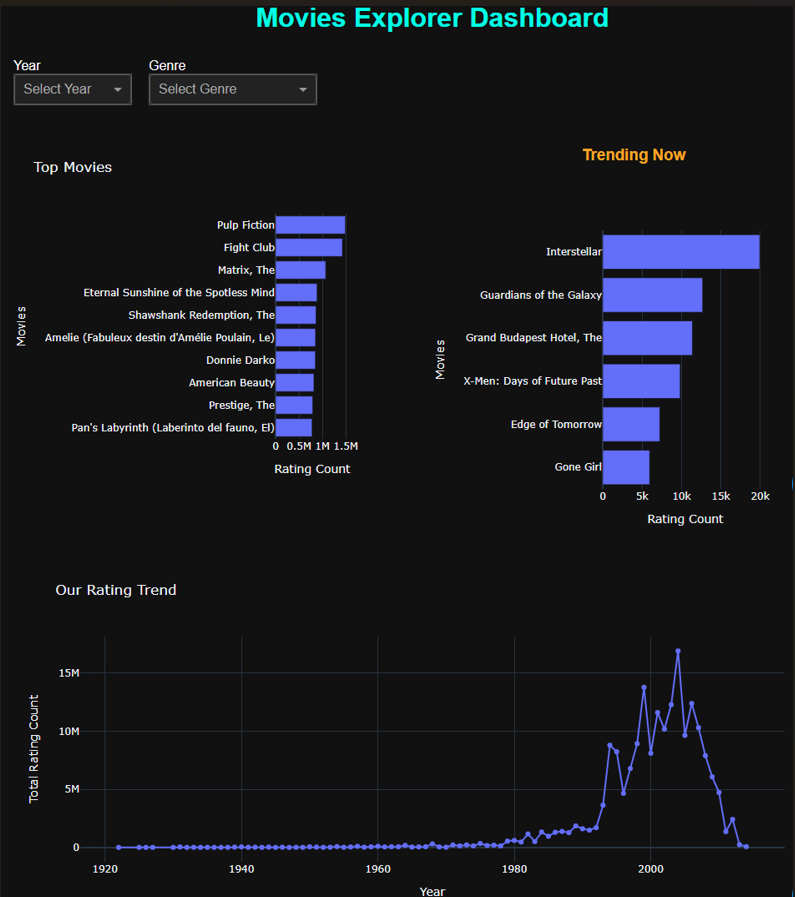 Movies Explorer Dashboard
Year Genre
Select Year Select Genre
Top Movies
Movies
Pulp Fiction
Fight Club
Matrix, The
Eternal Sunshine of the Spotless Mind
Shawshank Redemption, The
Amelie (Fabuleux destin d'Amélie Poulain, Le)
Donnie Darko
American Beauty
Prestige, The
Pan's Labyrinth (Laberinto del fauno, El)
0 0.5M 1M 1.5M
Rating Count
Trending Now
Movies
Interstellar
Guardians of the Galaxy
Grand Budapest Hotel, The
X-Men: Days of Future Past
Edge of Tomorrow
Gone Girl
0 5k 10k 15k 20k
Rating Count
Our Rating Trend
Total Rating Count
15M
10M
5M
0
1920 1940 1960 1980 2000
Year